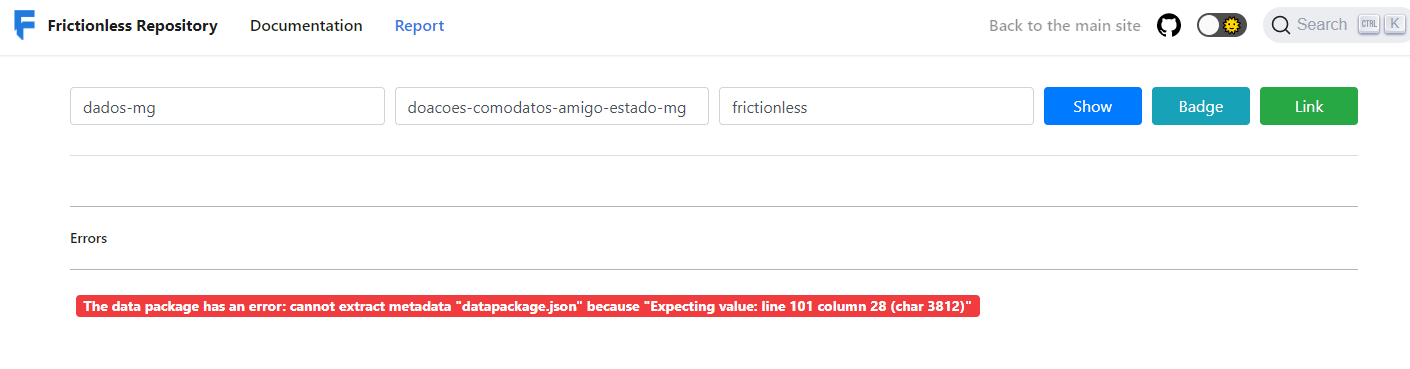 Frictionless Repository Documentation Report Back to the main site Search CTRL K
dados-mg doacoes-comodatos-amigo-estado-mg frictionless Show Badge Link
Errors
The data package has an error: cannot extract metadata "datapackage.json" because "Expecting value: line 101 column 28 (char 3812)"